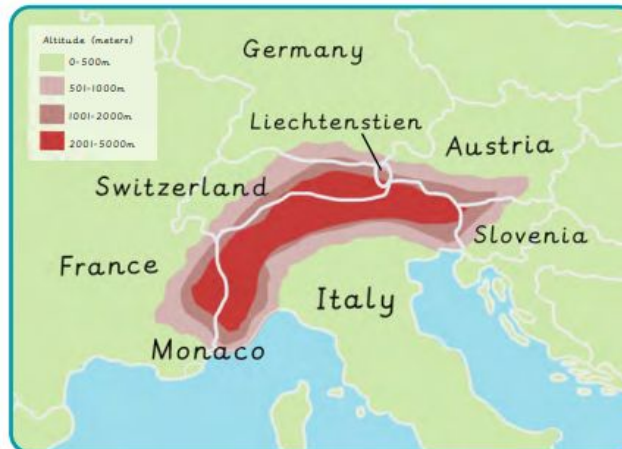 Altitude (meters)
0-500m
501-1000m
1001-2000m
2001-5000m
Germany
Liechtenstien
Austria
Switzerland
Slovenia
France
Italy
Monaco